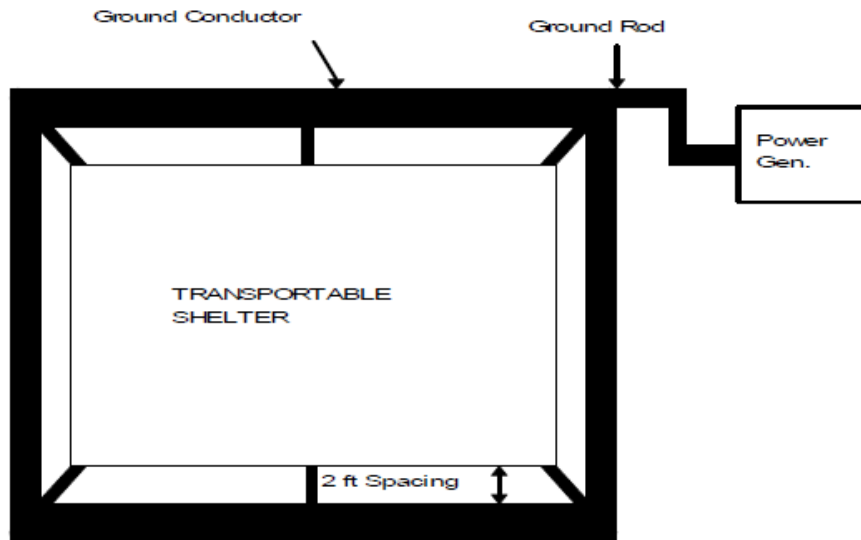 Ground Conductor
Ground Rod
Power
Gen.
TRANSPORTABLE
SHELTER
2 ft Spacing